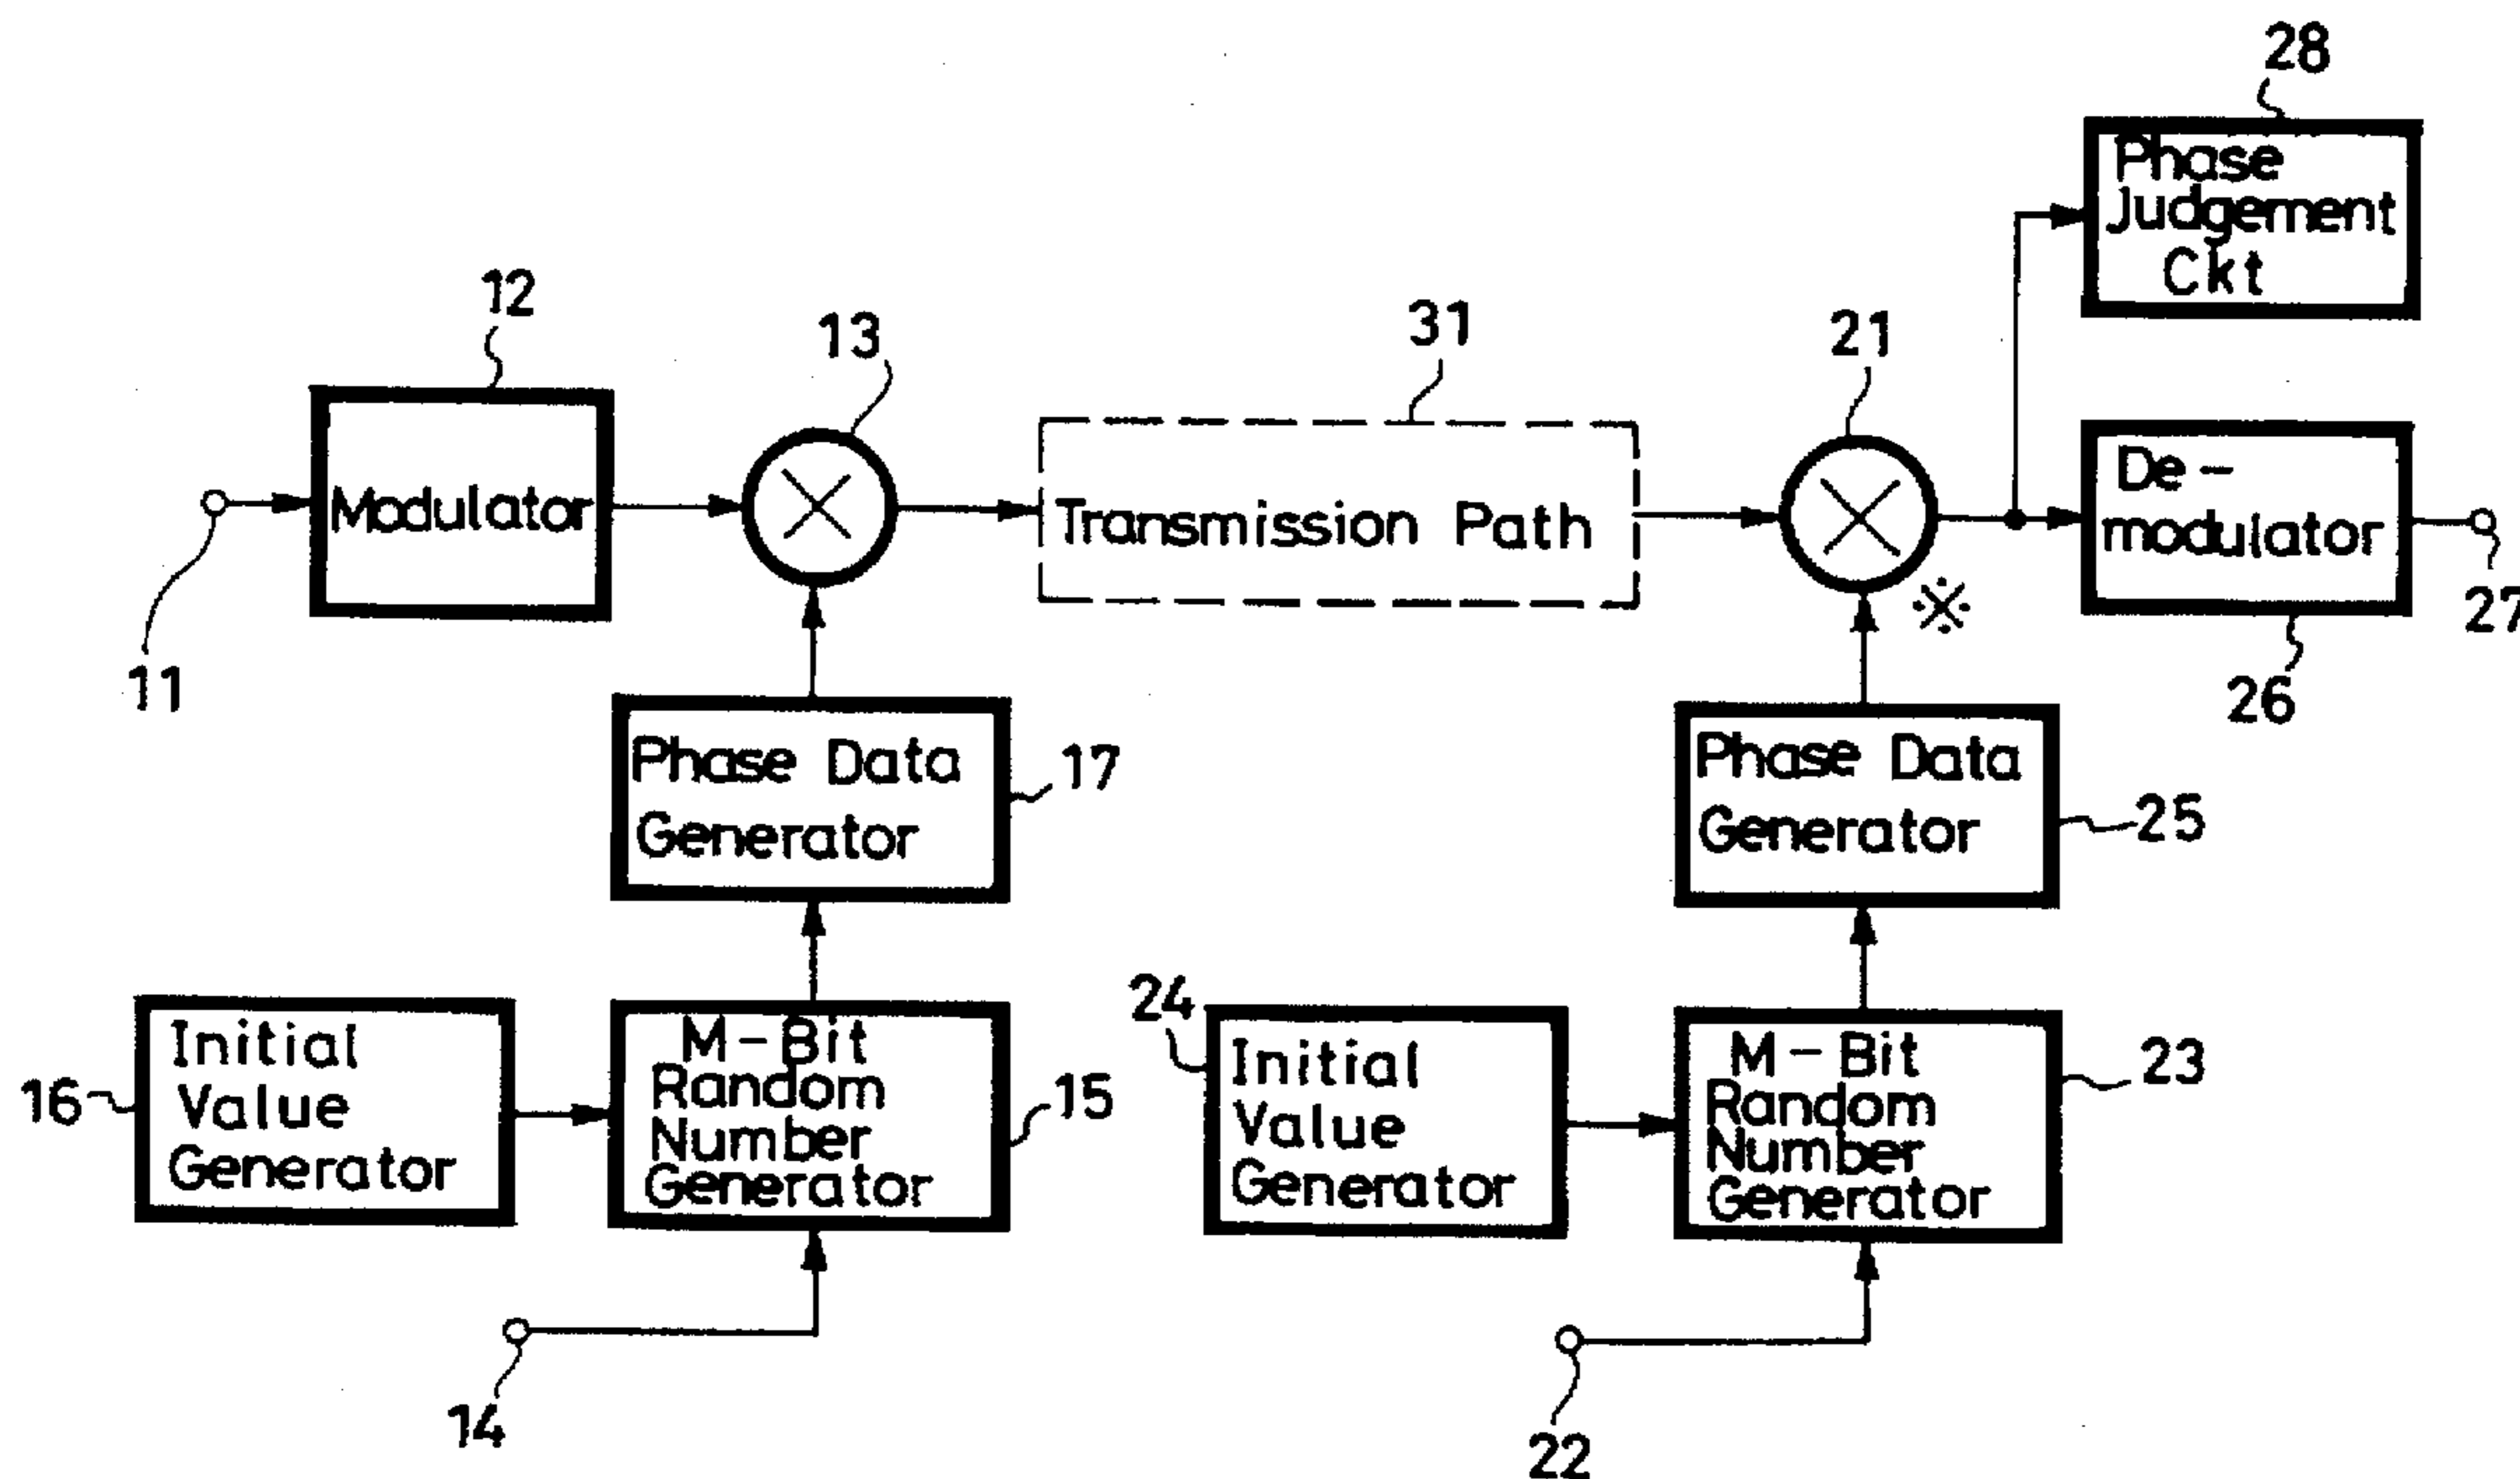 28
Phase
Judgement
Ckt
12
13
31
21
Modulator
Transmission Path
De-
modulator
※
11
27
26
Phase Data
Generator
17
Phase Data
Generator
25
16
Initial
Value
Generator
M-Bit
Random
Number
Generator
15
24
Initial
Value
Generator
M-Bit
Random
Number
Generator
23
14
22